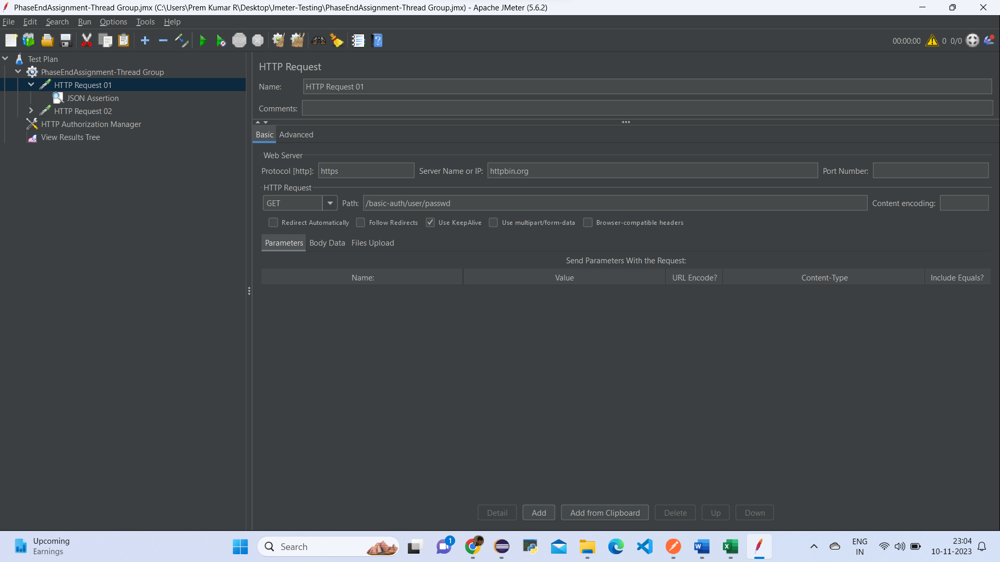 PhaseEndAssignment-Thread Group.jmx (C:\Users\Prem Kumar R\Desktop\Jmeter-Testing\PhaseEndAssignment-Thread Group.jmx) - Apache JMeter (5.6.2)
File Edit Search Run Options Tools Help
STOP
00:00:00 0 0/0
Test Plan
PhaseEndAssignment-Thread Group
HTTP Request 01
JSON Assertion
HTTP Request 02
HTTP Authorization Manager
View Results Tree
HTTP Request
Name: HTTP Request 01
Comments:
Basic Advanced
Web Server
Protocol [http]: https Server Name or IP: httpbin.org Port Number:
HTTP Request
GET Path: /basic-auth/user/passwd Content encoding:
Redirect Automatically Follow Redirects Use KeepAlive Use multipart/form-data Browser-compatible headers
Parameters Body Data Files Upload
Send Parameters With the Request:
Name: Value URL Encode? Content-Type Include Equals?
Detail Add Add from Clipboard Delete Up Down
Upcoming
Earnings
Search
1
ENG
IN
23:04
10-11-2023